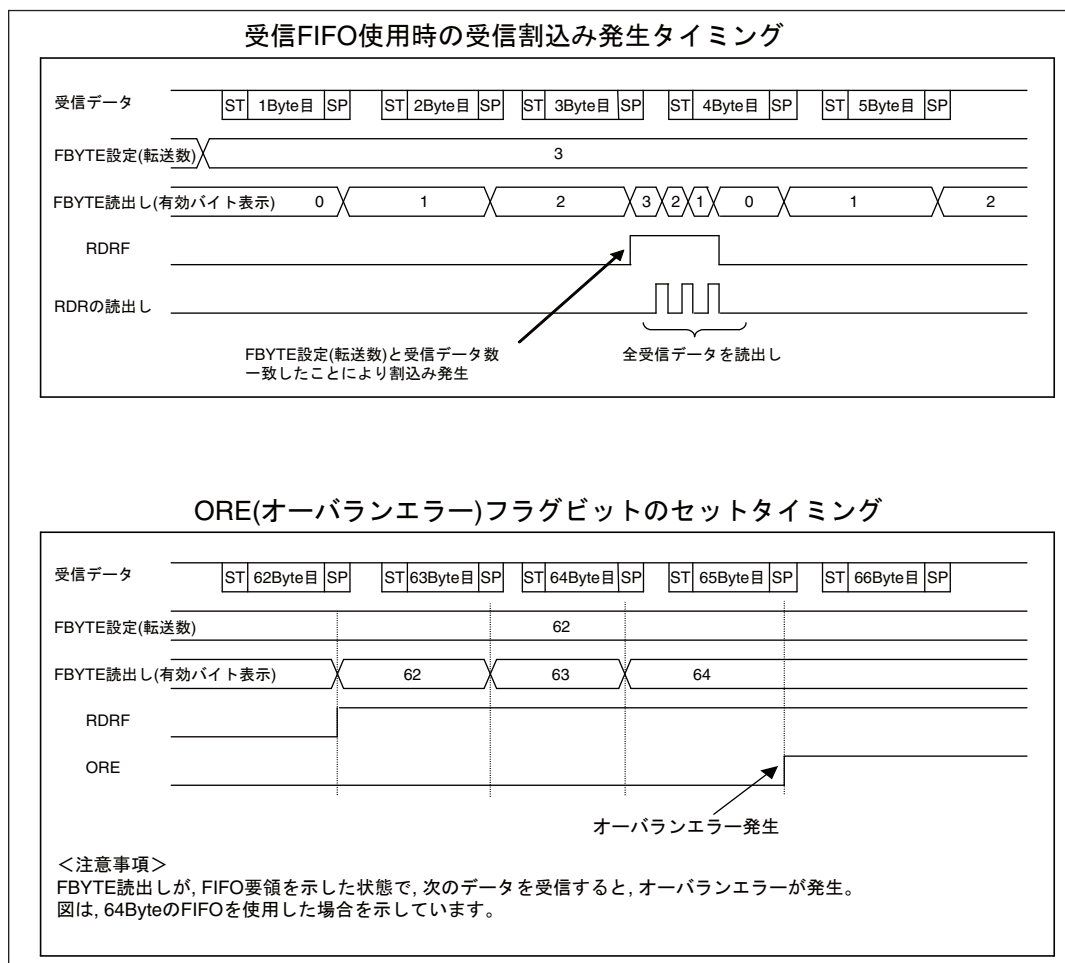 受信FIFO使用時の受信割込み発生タイミング
受信データ ST 1Byte目 SP ST 2Byte目 SP ST 3Byte目 SP ST 4Byte目 SP ST 5Byte目 SP
FBYTE設定(転送数) 3
FBYTE読出し(有効バイト表示) 0 1 2 3 2 1 0 1 2
RDRF
RDRの読出し
FBYTE設定(転送数)と受信データ数
一致したことにより割込み発生
全受信データを読出し
ORE(オーバランエラー)フラグビットのセットタイミング
受信データ ST 62Byte目 SP ST 63Byte目 SP ST 64Byte目 SP ST 65Byte目 SP ST 66Byte目 SP
FBYTE設定(転送数) 62
FBYTE読出し(有効バイト表示) 62 63 64
RDRF
ORE
オーバランエラー発生
＜注意事項＞
FBYTE読出しが, FIFO要領を示した状態で, 次のデータを受信すると, オーバランエラーが発生。
図は, 64ByteのFIFOを使用した場合を示しています。